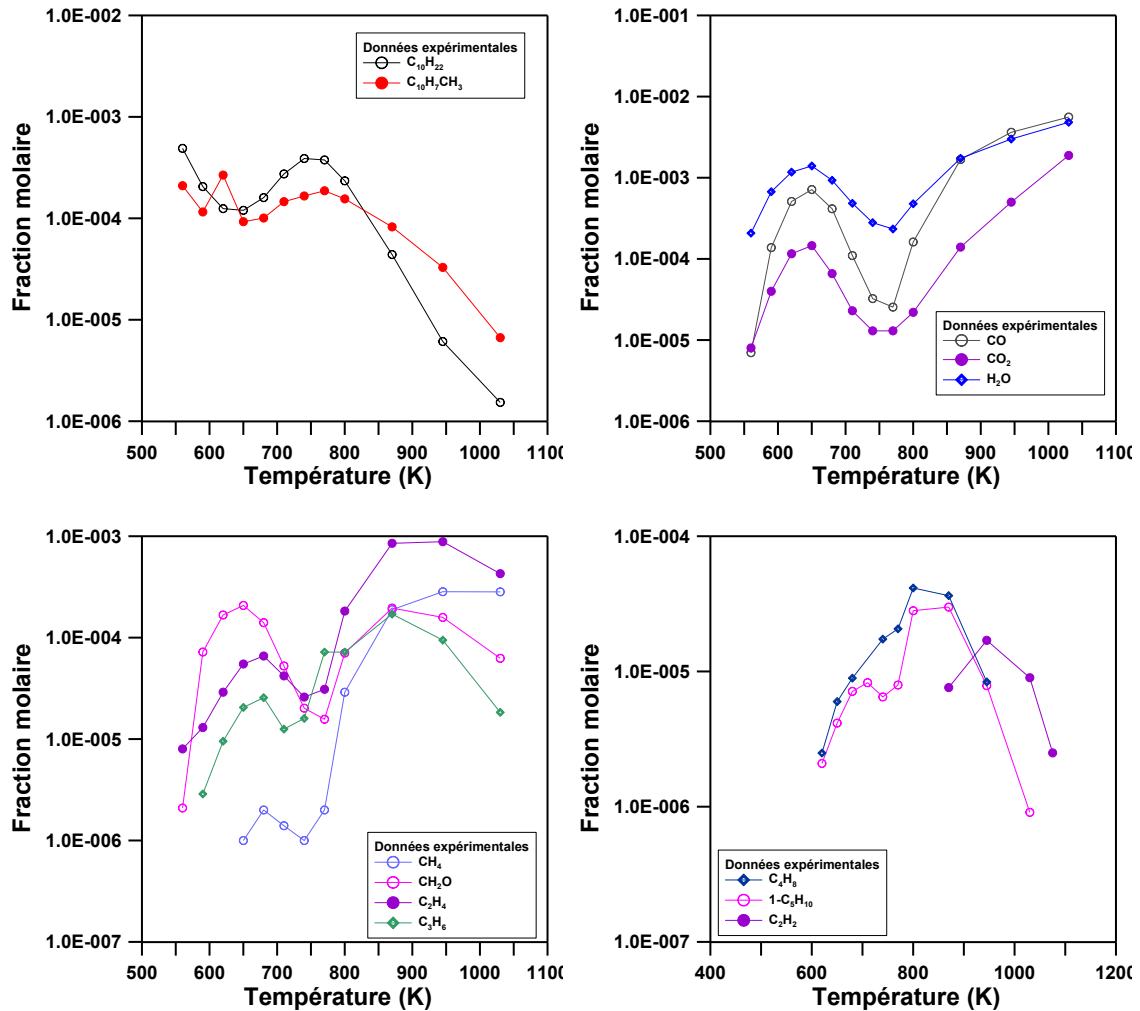 1.0E-002
1.0E-003
1.0E-004
1.0E-005
1.0E-006
Fraction molaire
Données expérimentales
C₁₀H₂₂
C₁₀H₇CH₃
500 600 700 800 900 1000 1100
Température (K)
1.0E-001
1.0E-002
1.0E-003
1.0E-004
1.0E-005
1.0E-006
Fraction molaire
Données expérimentales
CO
CO₂
H₂O
500 600 700 800 900 1000 1100
Température (K)
1.0E-003
1.0E-004
1.0E-005
1.0E-006
1.0E-007
Fraction molaire
Données expérimentales
CH₄
CH₂O
C₂H₄
C₃H₆
500 600 700 800 900 1000 1100
Température (K)
1.0E-004
1.0E-005
1.0E-006
1.0E-007
Fraction molaire
Données expérimentales
C₄H₈
1-C₅H₁₀
C₂H₂
400 600 800 1000 1200
Température (K)